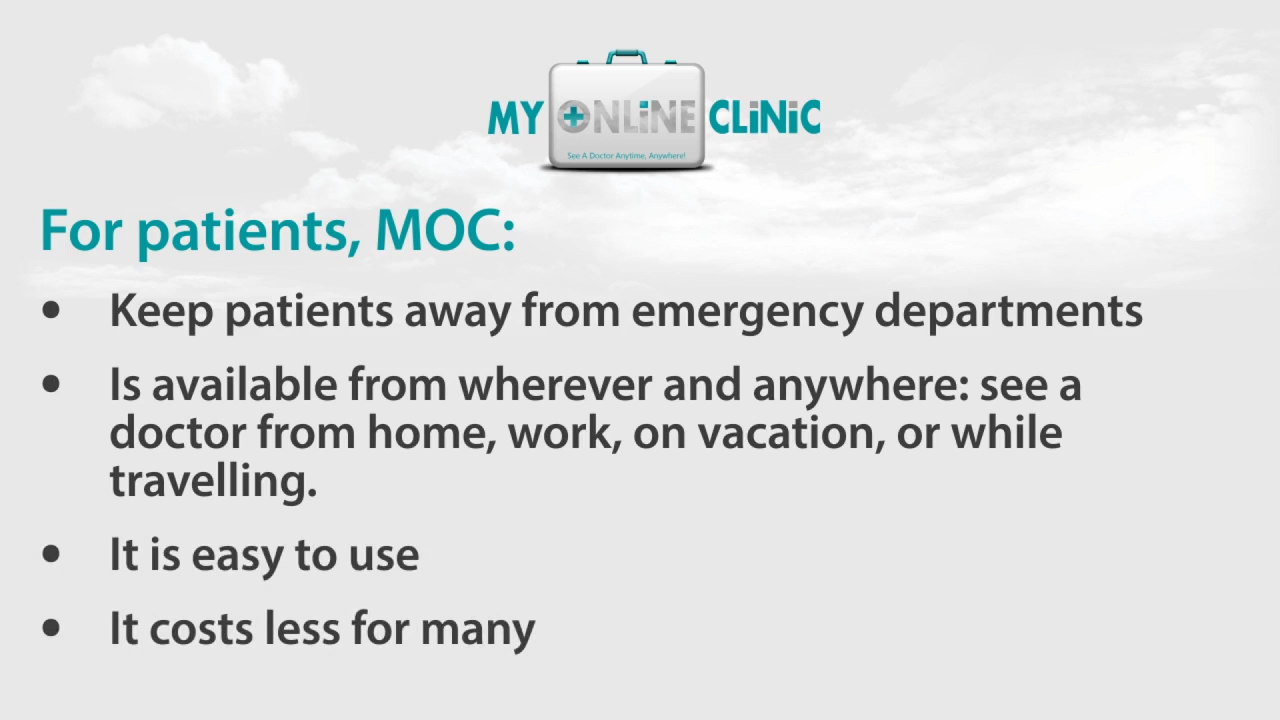 MY ONLiNE CLiNiC
See A Doctor Anytime, Anywhere!
For patients, MOC:
• Keep patients away from emergency departments
• Is available from wherever and anywhere: see a
doctor from home, work, on vacation, or while
travelling.
• It is easy to use
• It costs less for many